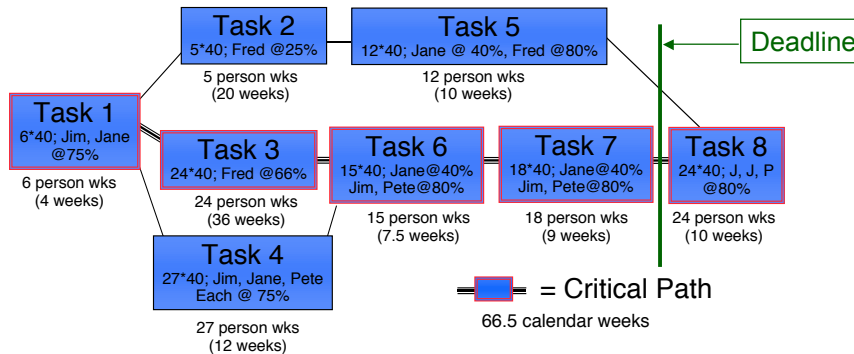 Task 1
6*40; Jim, Jane
@75%
6 person wks
(4 weeks)
Task 2
5*40; Fred @25%
5 person wks
(20 weeks)
Task 5
12*40; Jane @ 40%, Fred @80%
12 person wks
(10 weeks)
Deadline
Task 3
24*40; Fred @66%
24 person wks
(36 weeks)
Task 6
15*40; Jane@40%
Jim, Pete@80%
15 person wks
(7.5 weeks)
Task 7
18*40; Jane@40%
Jim, Pete@80%
18 person wks
(9 weeks)
Task 8
24*40; J, J, P
@80%
24 person wks
(10 weeks)
Task 4
27*40; Jim, Jane, Pete
Each @ 75%
27 person wks
(12 weeks)
= Critical Path
66.5 calendar weeks